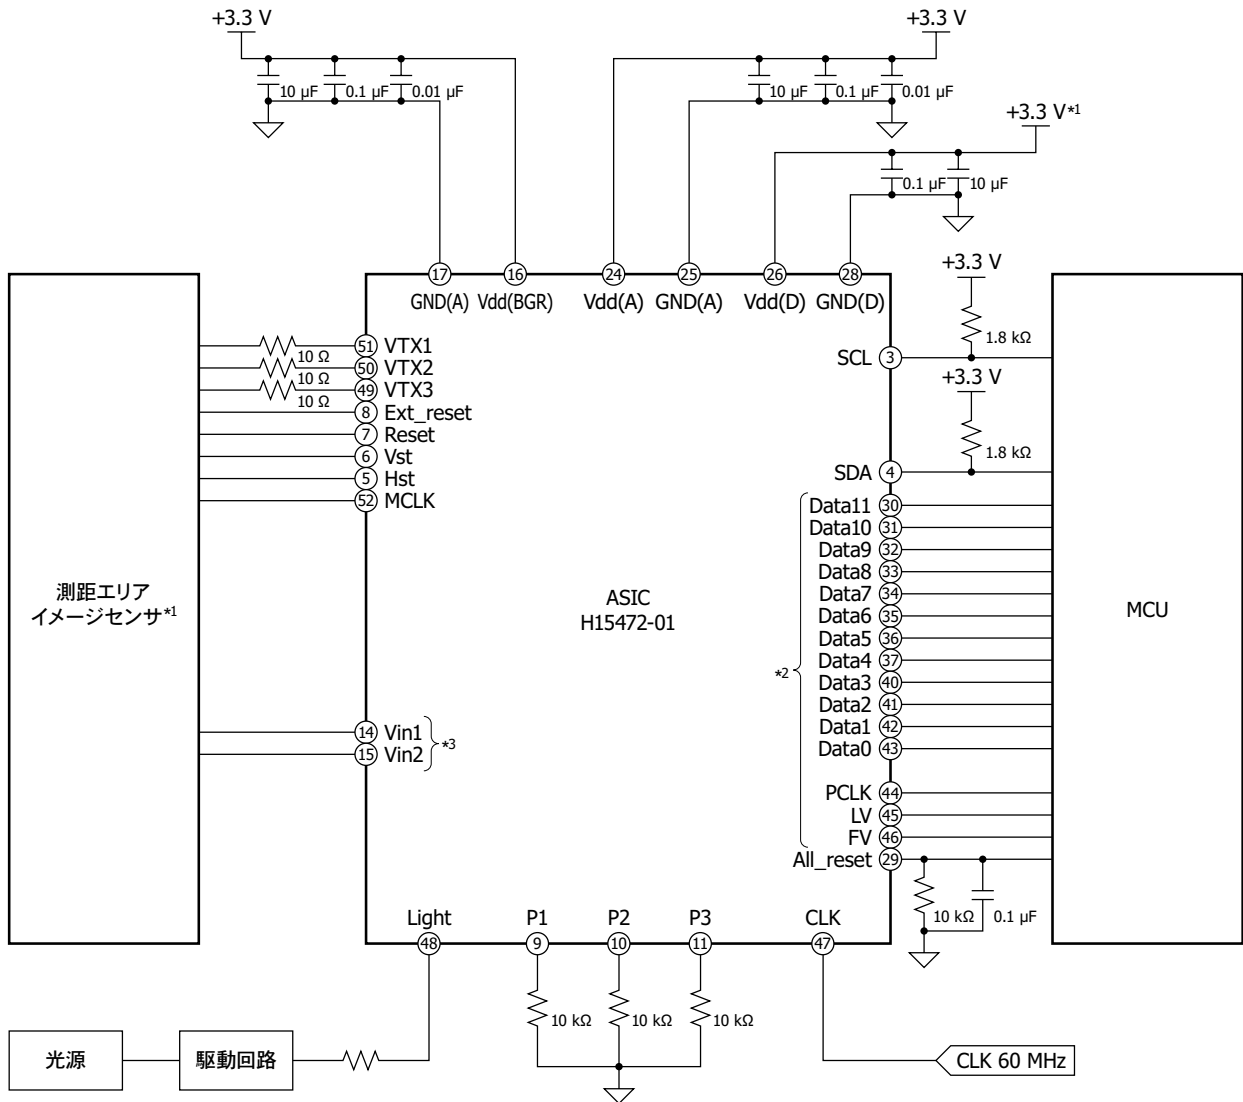 +3.3 V
+3.3 V
10 µF
0.1 µF
0.01 µF
10 µF
0.1 µF
0.01 µF
+3.3 V*1
0.1 µF
10 µF
17
16
24
25
26
28
GND(A)
Vdd(BGR)
Vdd(A)
GND(A)
Vdd(D)
GND(D)
+3.3 V
1.8 kΩ
SCL
3
+3.3 V
1.8 kΩ
SDA
4
10 Ω
51
VTX1
10 Ω
50
VTX2
10 Ω
49
VTX3
8
Ext_reset
7
Reset
6
Vst
5
Hst
52
MCLK
測距エリア
イメージセンサ*1
ASIC
H15472-01
MCU
*2
Data11
30
Data10
31
Data9
32
Data8
33
Data7
34
Data6
35
Data5
36
Data4
37
Data3
40
Data2
41
Data1
42
Data0
43
14
Vin1
15
Vin2
*3
PCLK
44
LV
45
FV
46
All_reset
29
10 kΩ
0.1 µF
Light
P1
P2
P3
CLK
48
9
10
11
47
10 kΩ
10 kΩ
10 kΩ
光源
駆動回路
CLK 60 MHz